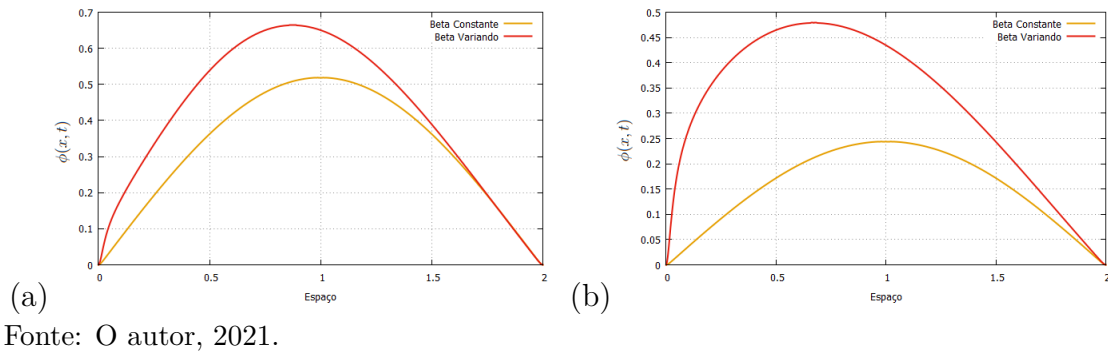 Beta Constante
Beta Variando
0.7
0.6
0.5
0.4
0.3
0.2
0.1
0
ϕ(x, t)
0 0.5 1 1.5 2
Espaço
(a)
Beta Constante
Beta Variando
0.5
0.45
0.4
0.35
0.3
0.25
0.2
0.15
0.1
0.05
0
ϕ(x, t)
0 0.5 1 1.5 2
Espaço
(b)
Fonte: O autor, 2021.